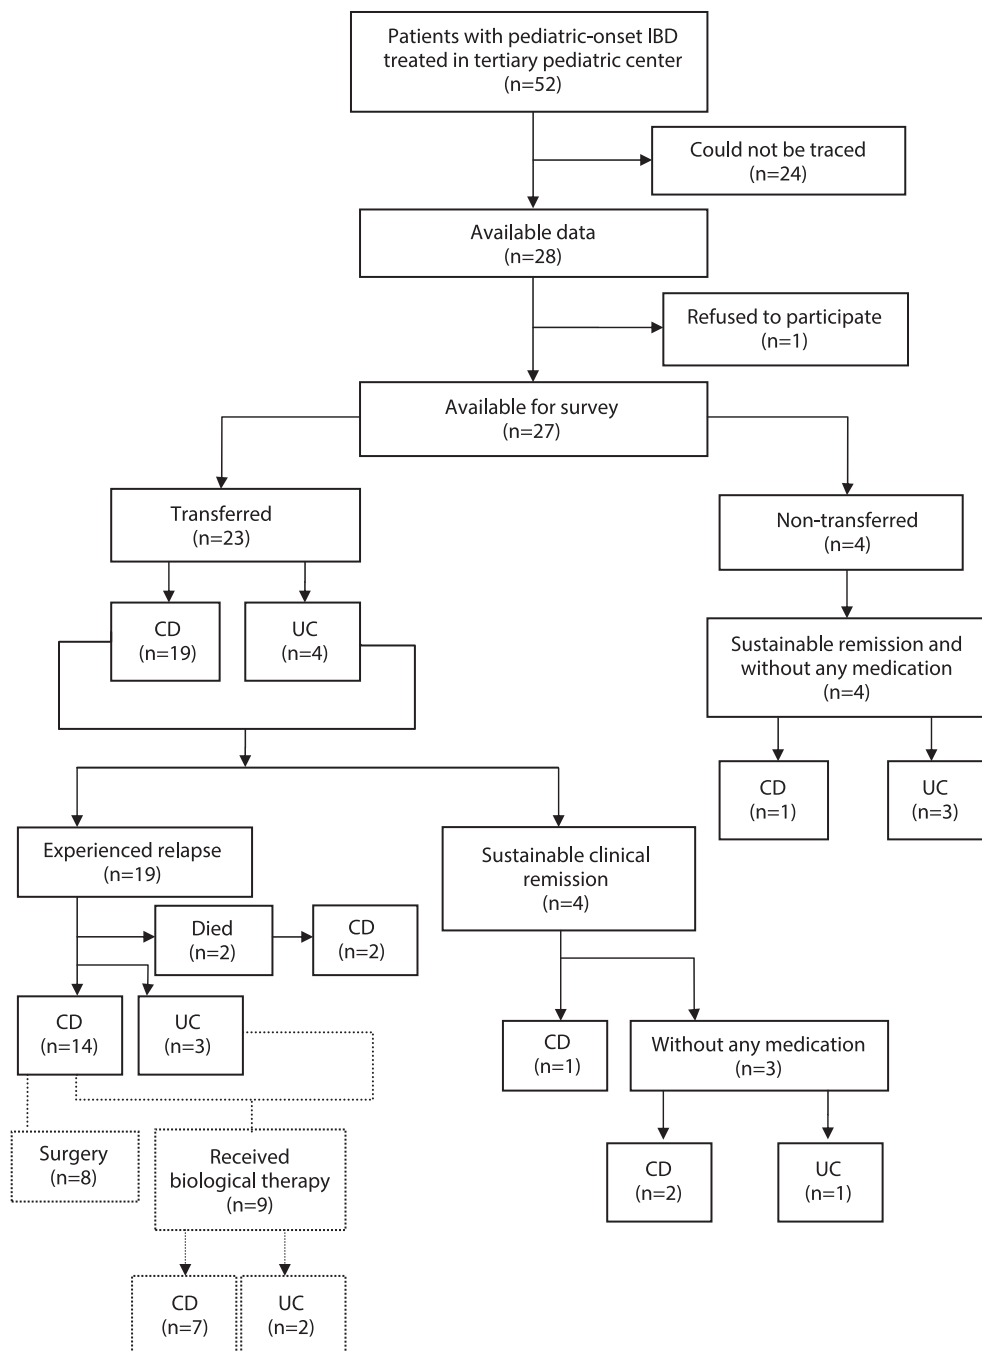 Patients with pediatric-onset IBD
treated in tertiary pediatric center
(n=52)
Could not be traced
(n=24)
Available data
(n=28)
Refused to participate
(n=1)
Available for survey
(n=27)
Transferred
(n=23)
Non-transferred
(n=4)
CD
(n=19)
UC
(n=4)
Sustainable remission and
without any medication
(n=4)
CD
(n=1)
UC
(n=3)
Experienced relapse
(n=19)
Sustainable clinical
remission
(n=4)
Died
(n=2)
CD
(n=2)
CD
(n=14)
UC
(n=3)
CD
(n=1)
Without any medication
(n=3)
Surgery
(n=8)
Received
biological therapy
(n=9)
CD
(n=2)
UC
(n=1)
CD
(n=7)
UC
(n=2)